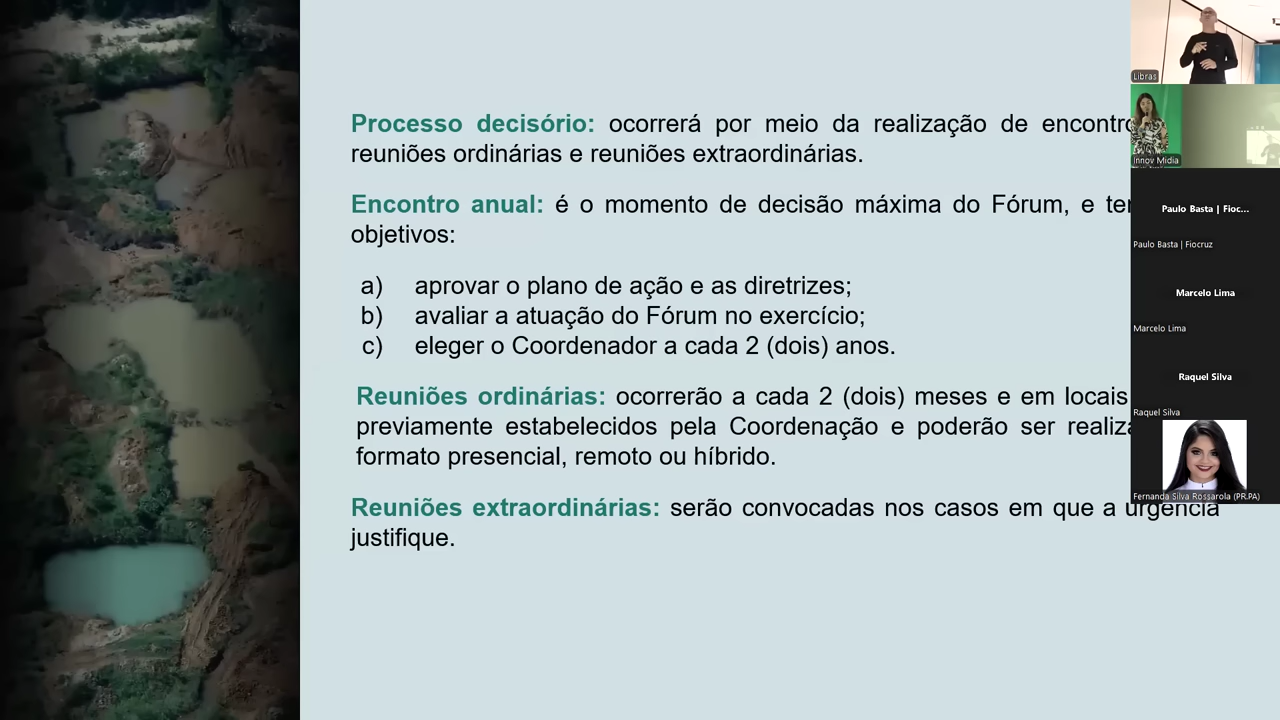 Processo decisório: ocorrerá por meio da realização de
reuniões ordinárias e reuniões extraordinárias.
Encontro anual: é o momento de decisão máxima do Fórum, e
objetivos:
a) aprovar o plano de ação e as diretrizes;
b) avaliar a atuação do Fórum no exercício;
c) eleger o Coordenador a cada 2 (dois) anos.
Reuniões ordinárias: ocorrerão a cada 2 (dois) meses e em locais
previamente estabelecidos pela Coordenação e poderão ser
formato presencial, remoto ou híbrido.
Reuniões extraordinárias: serão convocadas nos casos em que a urgência
justifique.
Libras
Innov Midia
Paulo Basta | Fioc...
Paulo Basta | Fiocruz
Marcelo Lima
Marcelo Lima
Raquel Silva
Raquel Silva
Fernanda Silva Rossarola (PR.PA)